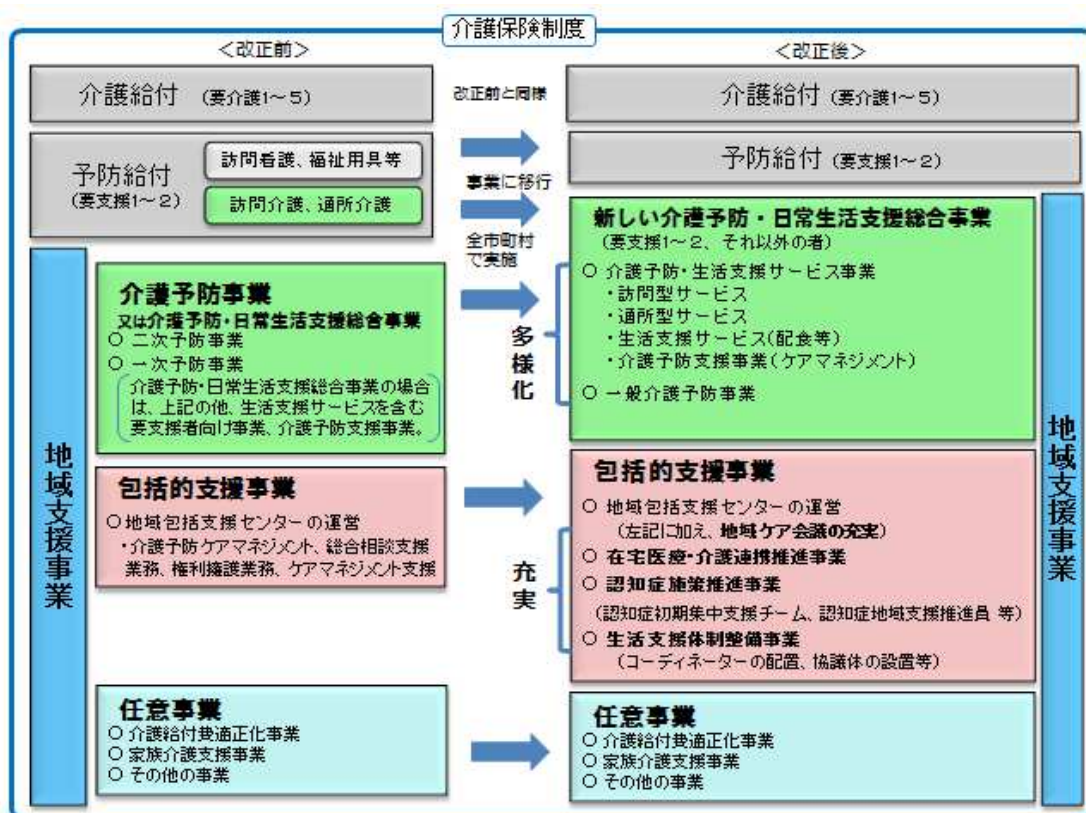 介護保険制度
<改正前>
<改正後>
介護給付 (要介護1～5)
改正前と同様
介護給付 (要介護1～5)
予防給付
(要支援1～2)
訪問看護、福祉用具等
訪問介護、通所介護
予防給付 (要支援1～2)
事業に移行
全市町村
で実施
地域支援事業
介護予防事業
又は介護予防・日常生活支援総合事業
○ 二次予防事業
○ 一次予防事業
介護予防・日常生活支援総合事業の場合
は、上記の他、生活支援サービスを含む
要支援者向け事業、介護予防支援事業。
多様化
新しい介護予防・日常生活支援総合事業
(要支援1～2、それ以外の者)
○ 介護予防・生活支援サービス事業
・訪問型サービス
・通所型サービス
・生活支援サービス(配食等)
・介護予防支援事業(ケアマネジメント)
○ 一般介護予防事業
地域支援事業
包括的支援事業
○地域包括支援センターの運営
・介護予防ケアマネジメント、総合相談支援
業務、権利擁護業務、ケアマネジメント支援
充実
包括的支援事業
○ 地域包括支援センターの運営
(左記に加え、地域ケア会議の充実)
○ 在宅医療・介護連携推進事業
○ 認知症施策推進事業
(認知症初期集中支援チーム、認知症地域支援推進員 等)
○ 生活支援体制整備事業
(コーディネーターの配置、協議体の設置等)
任意事業
○ 介護給付費適正化事業
○ 家族介護支援事業
○ その他の事業
任意事業
○ 介護給付費適正化事業
○ 家族介護支援事業
○ その他の事業